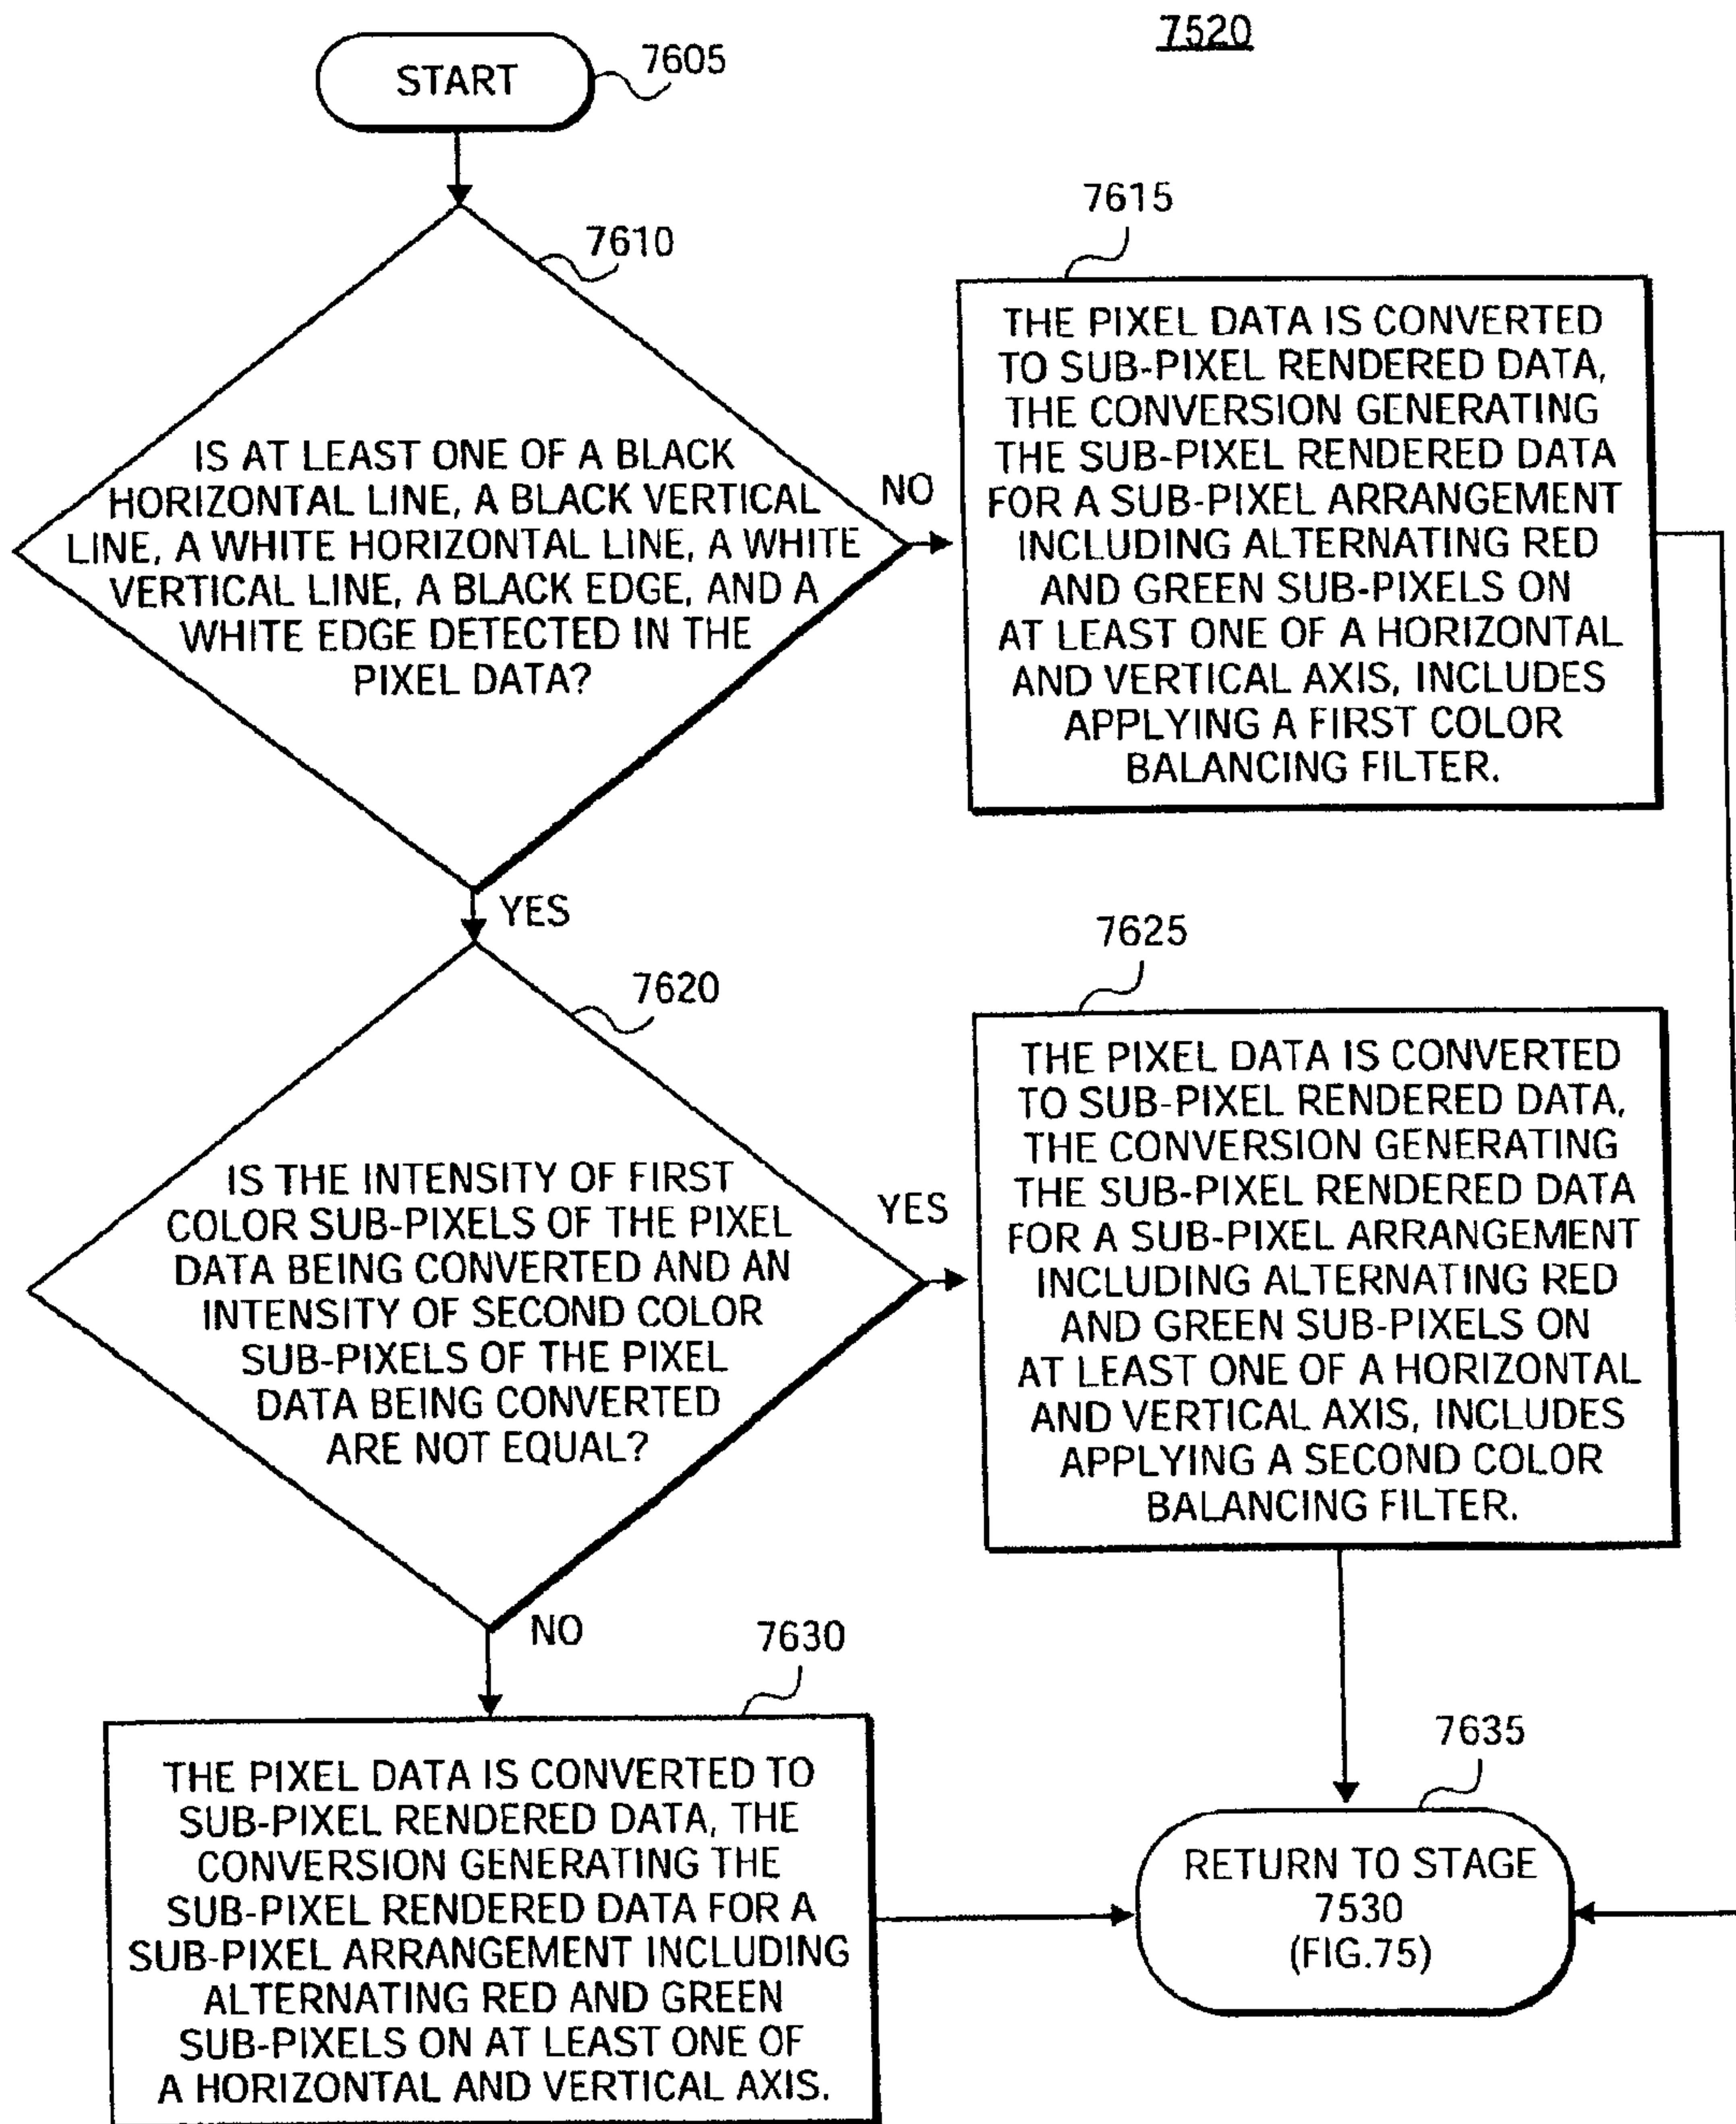 7520
START
7605
7610
IS AT LEAST ONE OF A BLACK
HORIZONTAL LINE, A BLACK VERTICAL
LINE, A WHITE HORIZONTAL LINE, A WHITE
VERTICAL LINE, A BLACK EDGE, AND A
WHITE EDGE DETECTED IN THE
PIXEL DATA?
NO
7615
THE PIXEL DATA IS CONVERTED
TO SUB-PIXEL RENDERED DATA,
THE CONVERSION GENERATING
THE SUB-PIXEL RENDERED DATA
FOR A SUB-PIXEL ARRANGEMENT
INCLUDING ALTERNATING RED
AND GREEN SUB-PIXELS ON
AT LEAST ONE OF A HORIZONTAL
AND VERTICAL AXIS, INCLUDES
APPLYING A FIRST COLOR
BALANCING FILTER.
YES
7620
IS THE INTENSITY OF FIRST
COLOR SUB-PIXELS OF THE PIXEL
DATA BEING CONVERTED AND AN
INTENSITY OF SECOND COLOR
SUB-PIXELS OF THE PIXEL
DATA BEING CONVERTED
ARE NOT EQUAL?
YES
7625
THE PIXEL DATA IS CONVERTED
TO SUB-PIXEL RENDERED DATA,
THE CONVERSION GENERATING
THE SUB-PIXEL RENDERED DATA
FOR A SUB-PIXEL ARRANGEMENT
INCLUDING ALTERNATING RED
AND GREEN SUB-PIXELS ON
AT LEAST ONE OF A HORIZONTAL
AND VERTICAL AXIS, INCLUDES
APPLYING A SECOND COLOR
BALANCING FILTER.
NO
7630
THE PIXEL DATA IS CONVERTED TO
SUB-PIXEL RENDERED DATA, THE
CONVERSION GENERATING THE
SUB-PIXEL RENDERED DATA FOR A
SUB-PIXEL ARRANGEMENT INCLUDING
ALTERNATING RED AND GREEN
SUB-PIXELS ON AT LEAST ONE OF
A HORIZONTAL AND VERTICAL AXIS.
7635
RETURN TO STAGE
7530
(FIG.75)